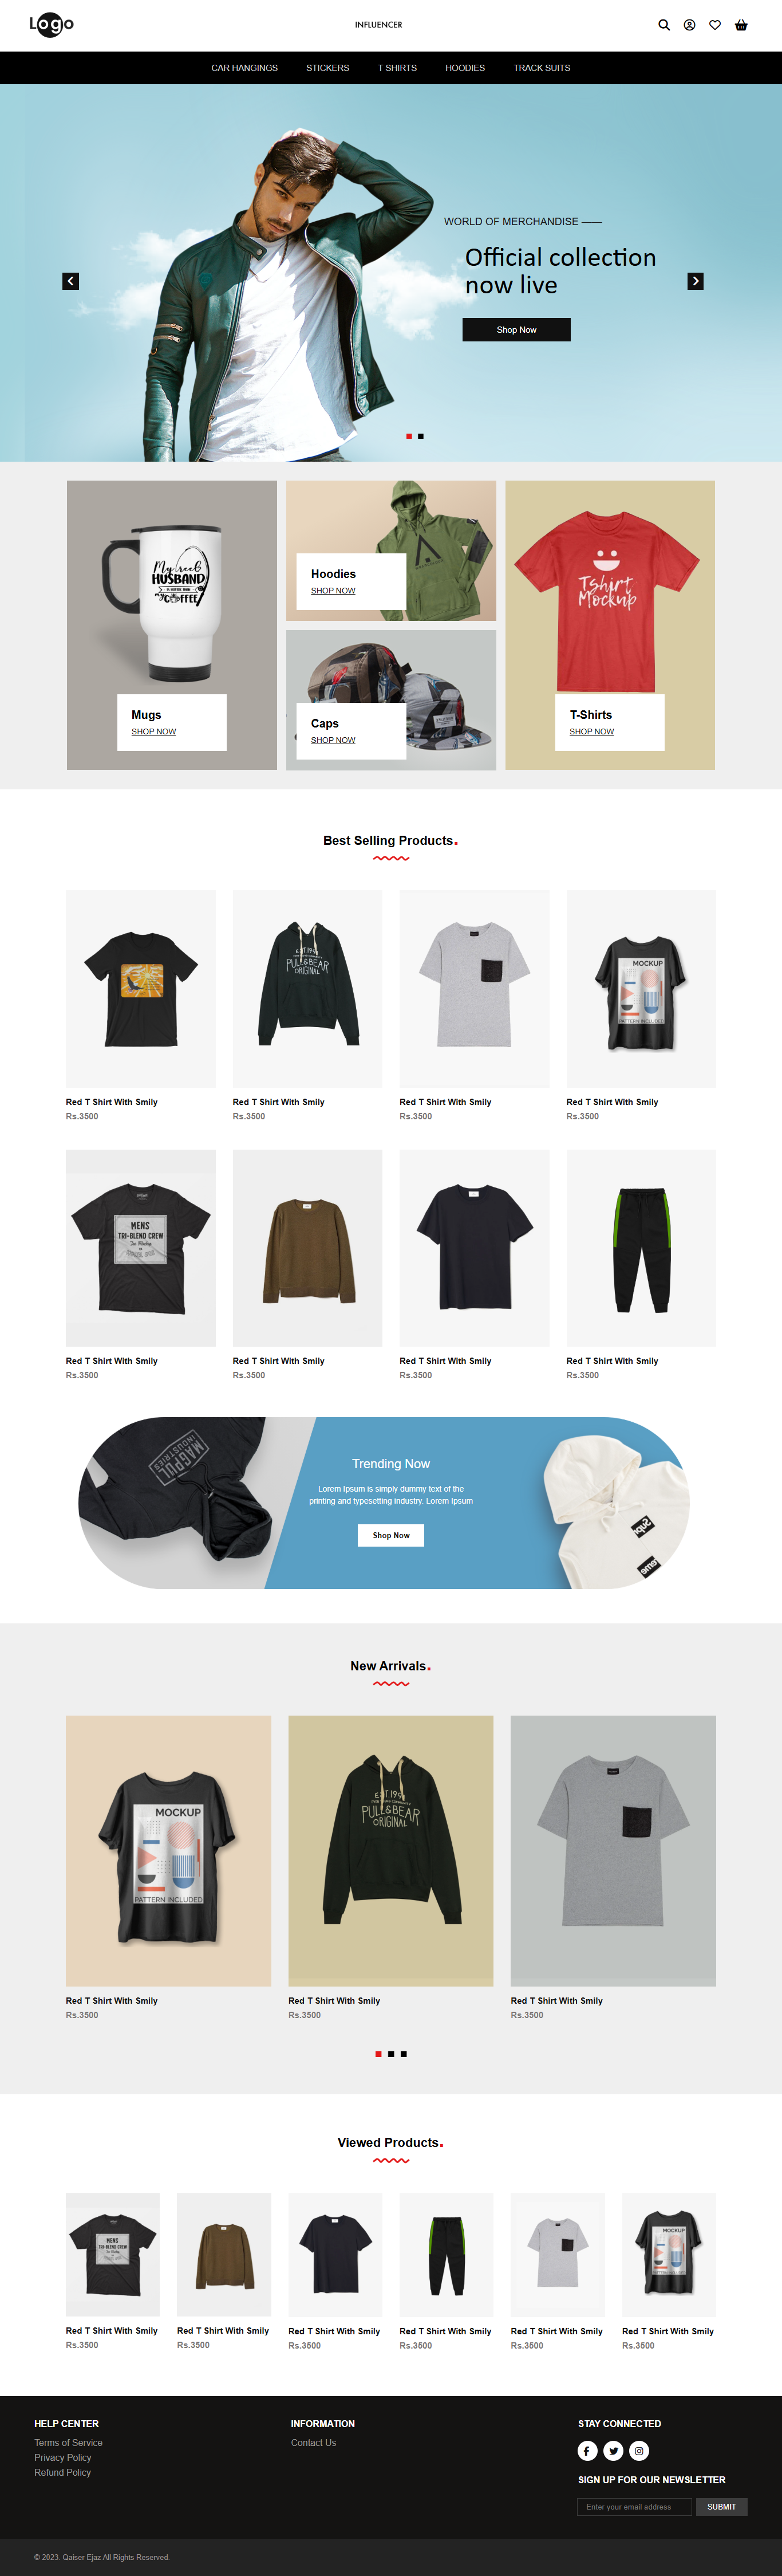 Logo
INFLUENCER
CAR HANGINGS STICKERS T SHIRTS HOODIES TRACK SUITS
WORLD OF MERCHANDISE ——
Official collection
now live
Shop Now
HUSBAND
Mugs
SHOP NOW
Hoodies
SHOP NOW
Caps
SHOP NOW
Tshirt
Mockup
T-Shirts
SHOP NOW
Best Selling Products.
PULL&BEAR
ORIGINAL
MOCKUP
PATTERN INCLUDED
Red T Shirt With Smily Red T Shirt With Smily Red T Shirt With Smily Red T Shirt With Smily
Rs.3500 Rs.3500 Rs.3500 Rs.3500
MENS
TRI-BLEND CREW
Red T Shirt With Smily Red T Shirt With Smily Red T Shirt With Smily Red T Shirt With Smily
Rs.3500 Rs.3500 Rs.3500 Rs.3500
MAGPUL
INDUSTRIES
Trending Now
Lorem Ipsum is simply dummy text of the
printing and typesetting industry. Lorem Ipsum
Shop Now
New Arrivals.
MOCKUP
PATTERN INCLUDED
PULL&BEAR
ORIGINAL
Red T Shirt With Smily Red T Shirt With Smily Red T Shirt With Smily
Rs.3500 Rs.3500 Rs.3500
Viewed Products.
MENS
TRI-BLEND CREW
MOCKUP
Red T Shirt With Smily Red T Shirt With Smily Red T Shirt With Smily Red T Shirt With Smily Red T Shirt With Smily Red T Shirt With Smily
Rs.3500 Rs.3500 Rs.3500 Rs.3500 Rs.3500 Rs.3500
HELP CENTER
Terms of Service
Privacy Policy
Refund Policy
INFORMATION
Contact Us
STAY CONNECTED
SIGN UP FOR OUR NEWSLETTER
Enter your email address SUBMIT
© 2023. Qaiser Ejaz All Rights Reserved.